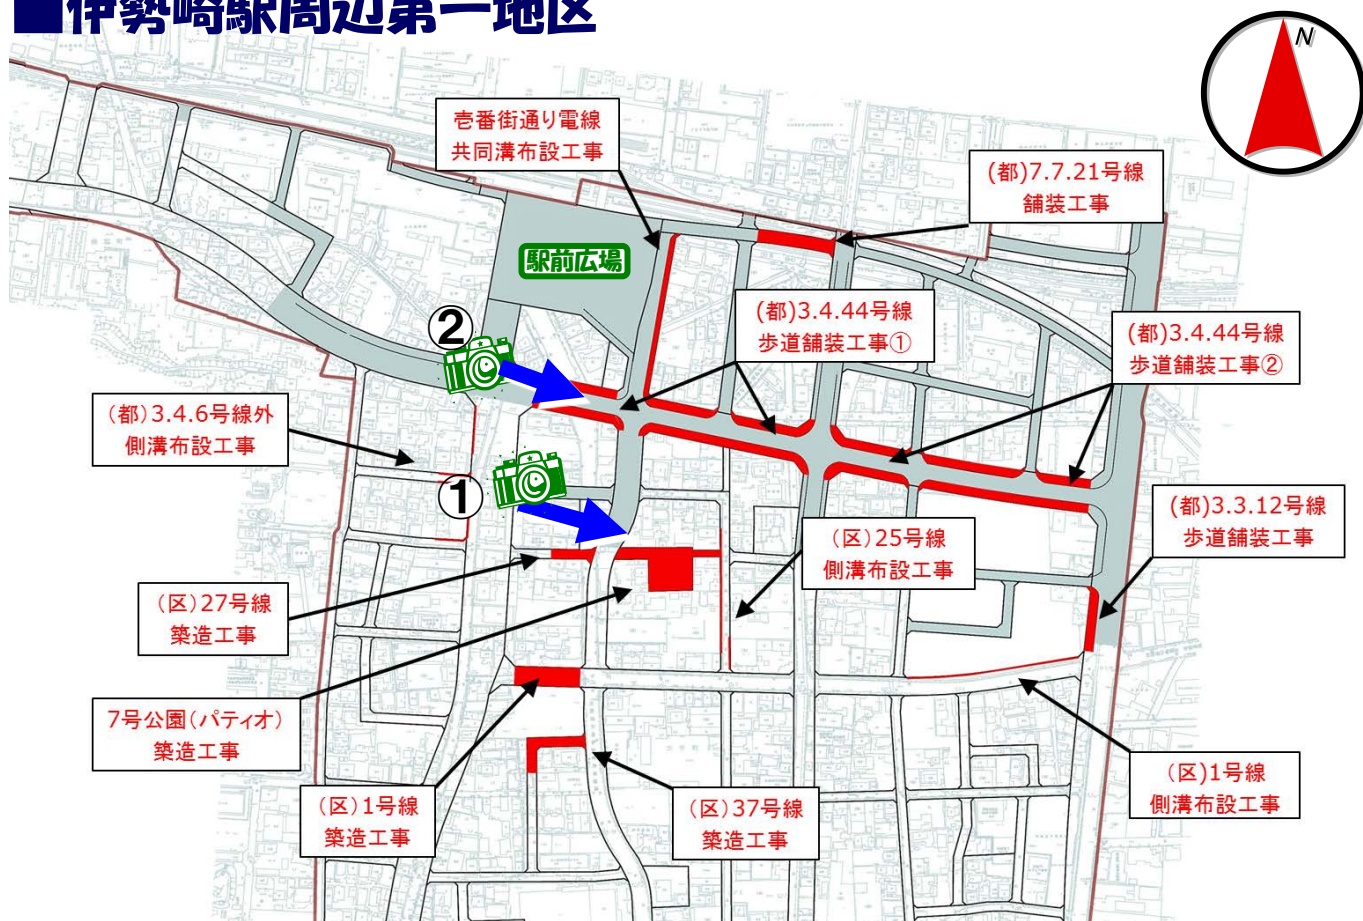 ■伊勢崎駅周辺第一地区
N
壱番街通り電線
共同溝布設工事
(都)7.7.21号線
舗装工事
駅前広場
(都)3.4.44号線
歩道舗装工事①
(都)3.4.44号線
歩道舗装工事②
②
(都)3.4.6号線外
側溝布設工事
①
(都)3.3.12号線
歩道舗装工事
(区)25号線
側溝布設工事
(区)27号線
築造工事
7号公園(パティオ)
築造工事
(区)1号線
築造工事
(区)37号線
築造工事
(区)1号線
側溝布設工事